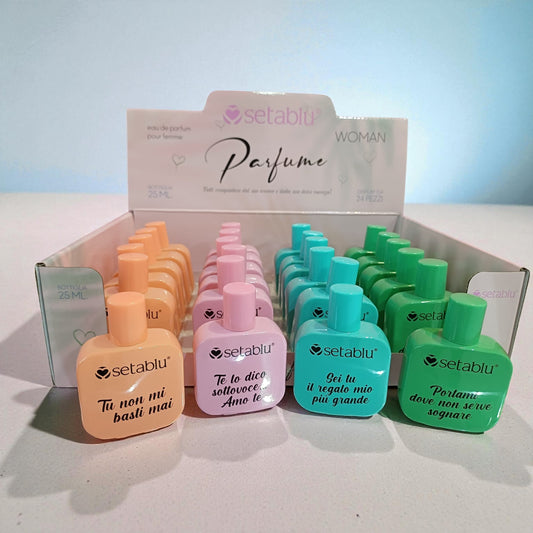 setablu®
eau de parfum
pour femme
WOMAN
Parfume
BOTTIGLIA
25 ML
24 PEZZI
BOTTIGLIA
25 ML
setablu
setablu®
Tu non mi
basti mai
setablu®
Te lo dico
sottovoce...
Amo te
setablu®
Sei tu
il regalo mio
più grande
setablu®
Portami
dove non serve
sognare